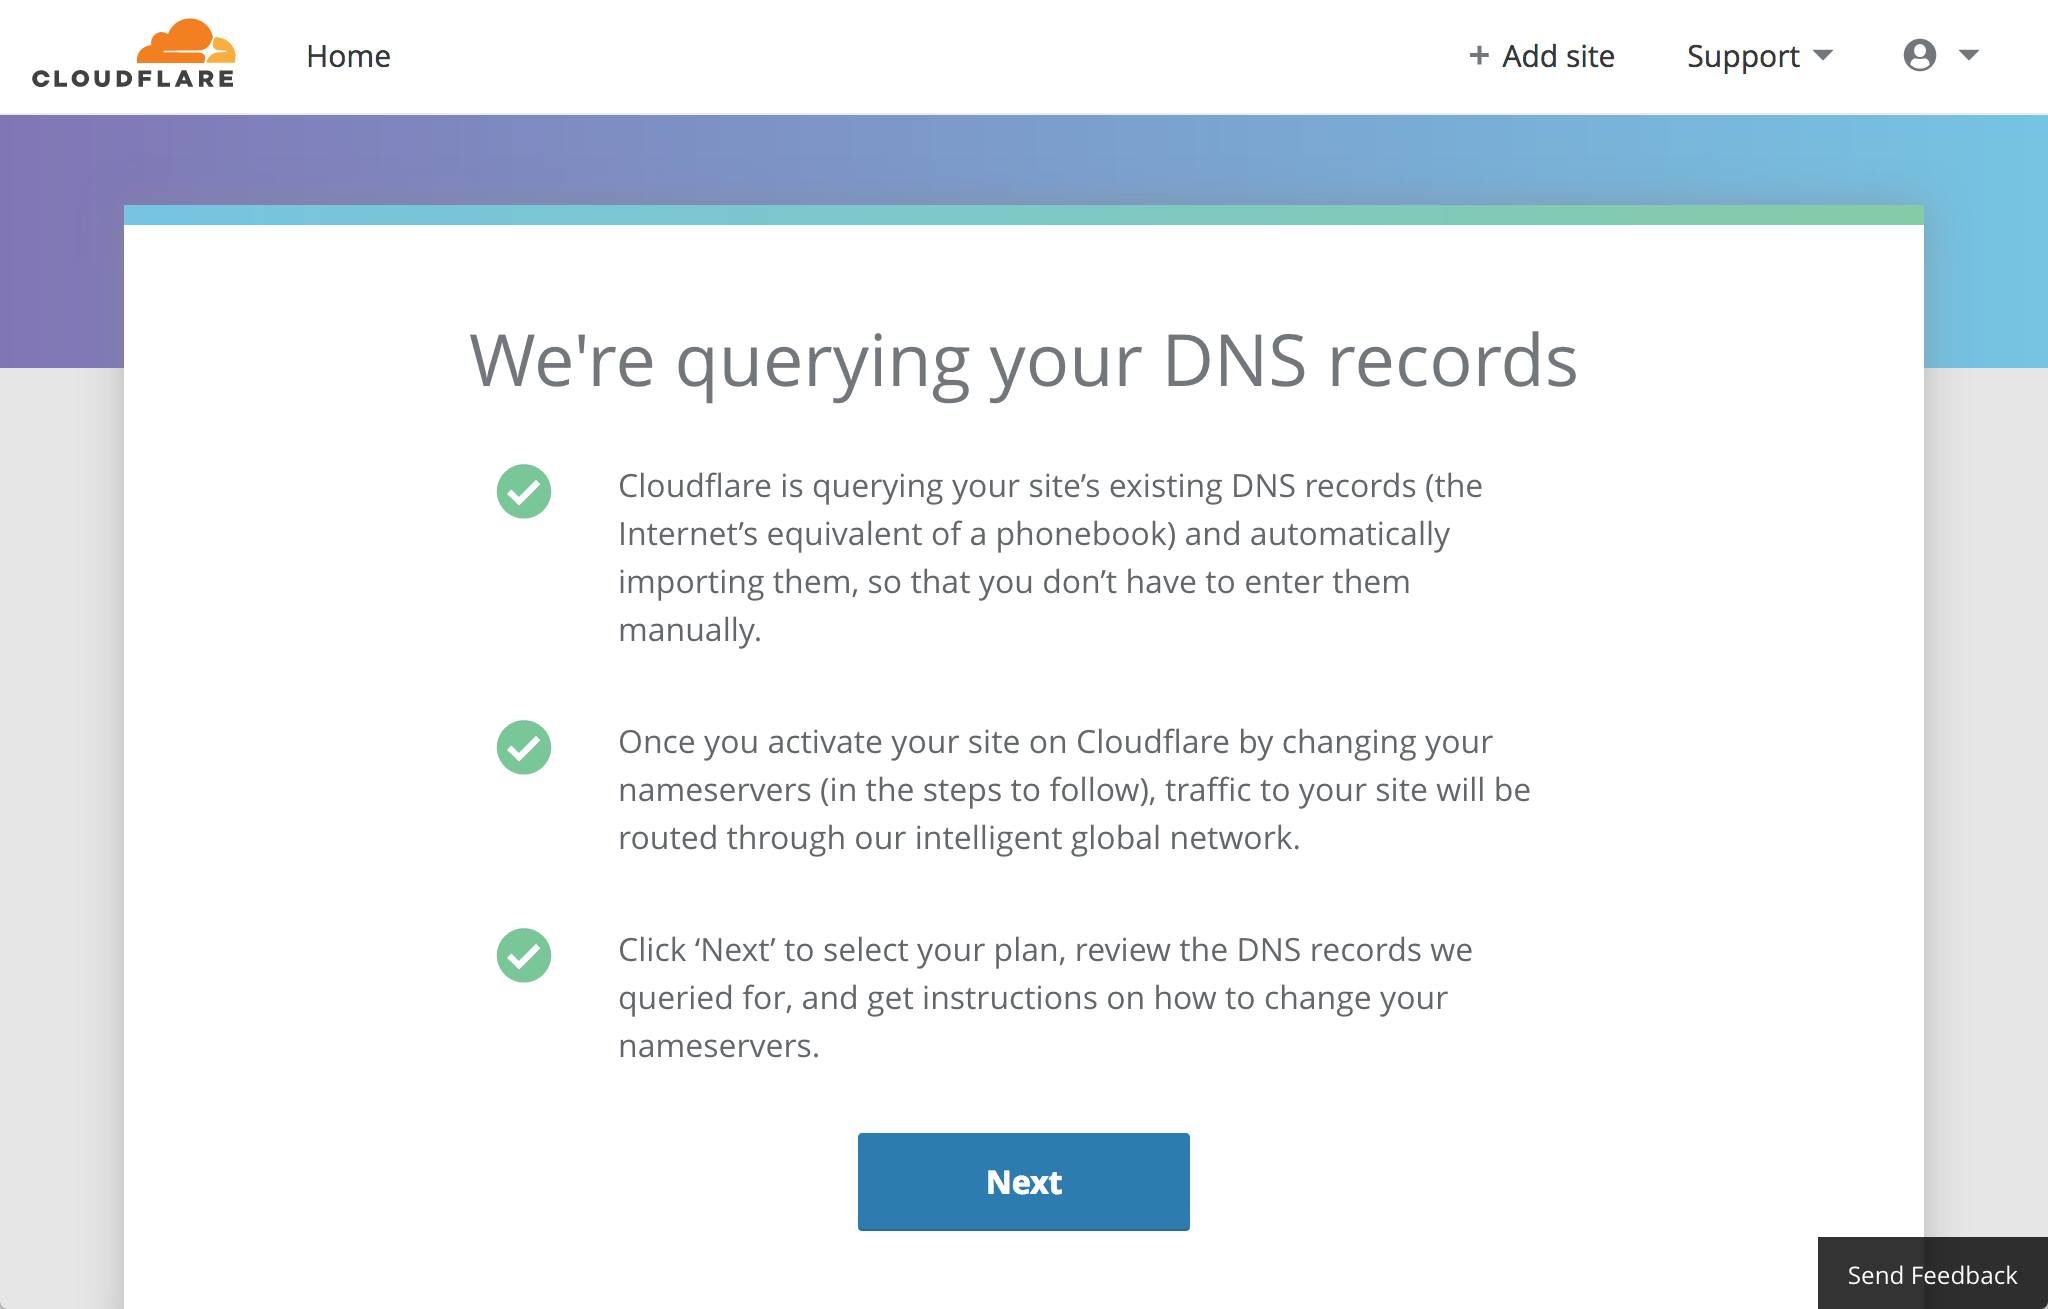 CLOUDFLARE
Home
+ Add site
Support
We're querying your DNS records
Cloudflare is querying your site’s existing DNS records (the
Internet’s equivalent of a phonebook) and automatically
importing them, so that you don’t have to enter them
manually.
Once you activate your site on Cloudflare by changing your
nameservers (in the steps to follow), traffic to your site will be
routed through our intelligent global network.
Click ‘Next’ to select your plan, review the DNS records we
queried for, and get instructions on how to change your
nameservers.
Next
Send Feedback